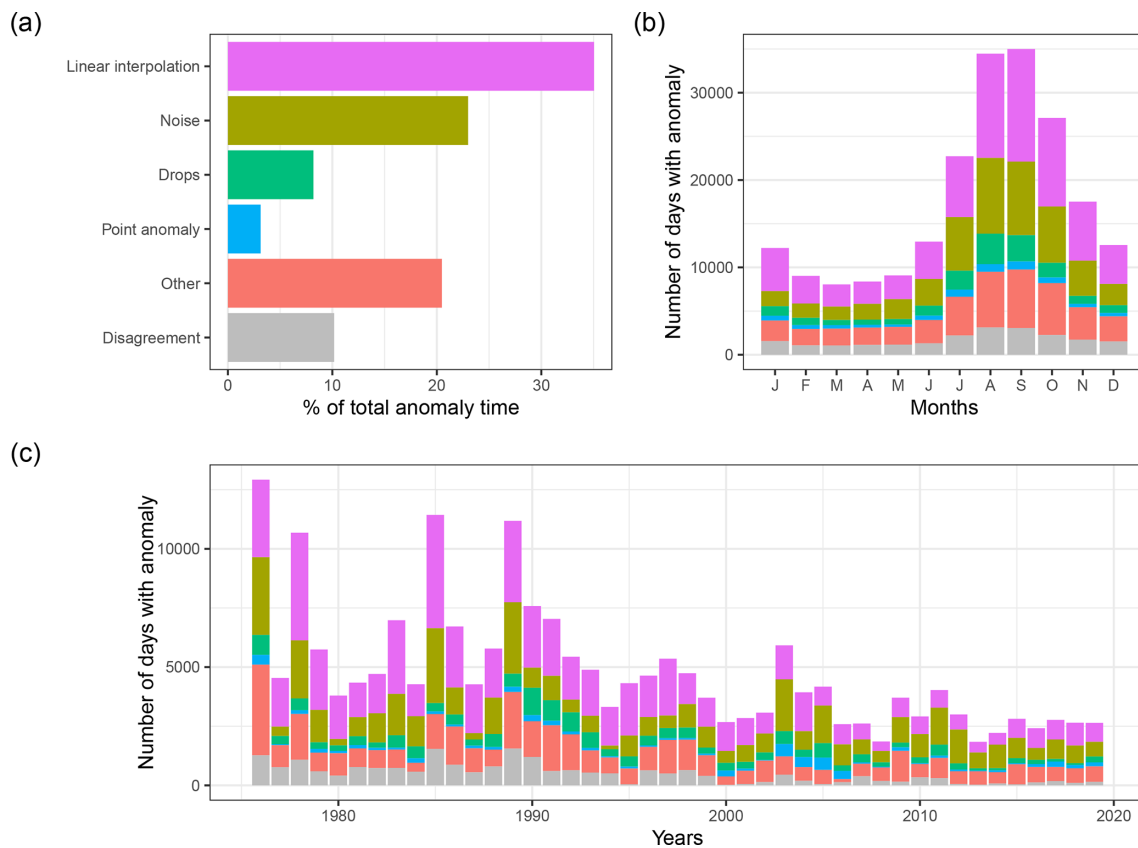 (a)
Linear interpolation
Noise
Drops
Point anomaly
Other
Disagreement
0 10 20 30
% of total anomaly time
(b)
Number of days with anomaly
30000
20000
10000
0
J F M A M J J A S O N D
Months
(c)
Number of days with anomaly
10000
5000
0
1980 1990 2000 2010 2020
Years